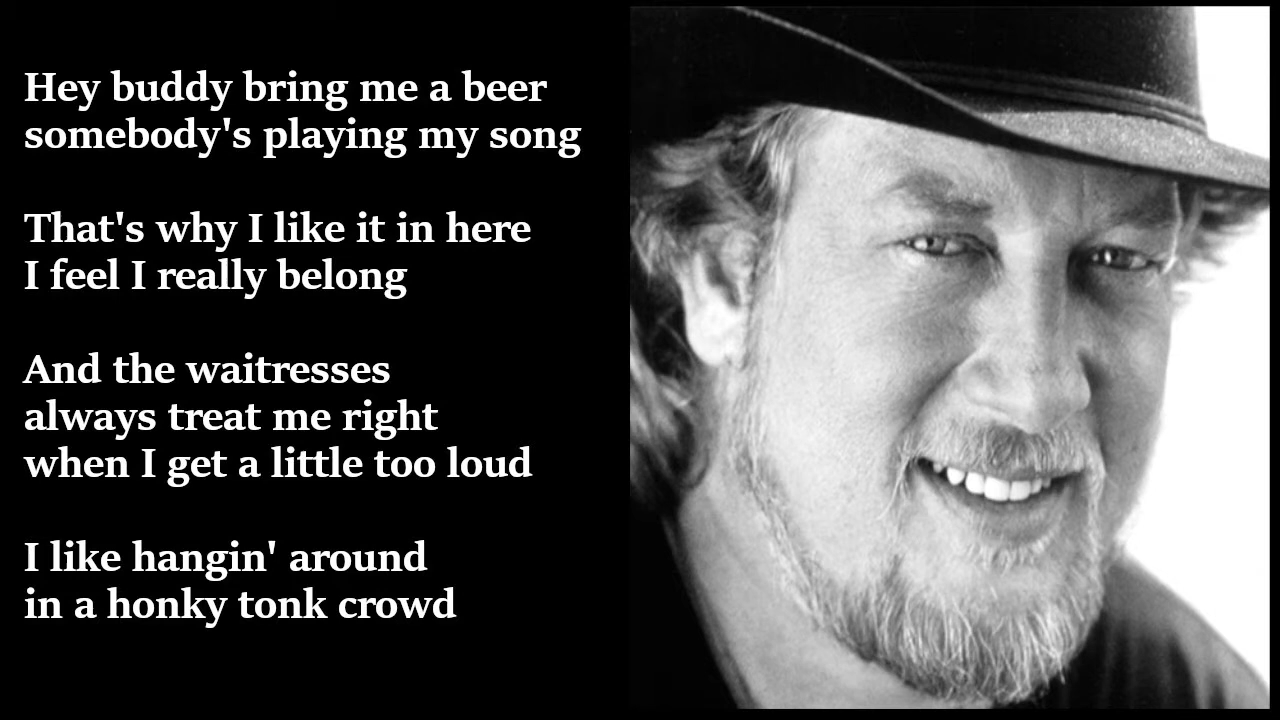 Hey buddy bring me a beer
somebody's playing my song
That's why I like it in here
I feel I really belong
And the waitresses
always treat me right
when I get a little too loud
I like hangin' around
in a honky tonk crowd